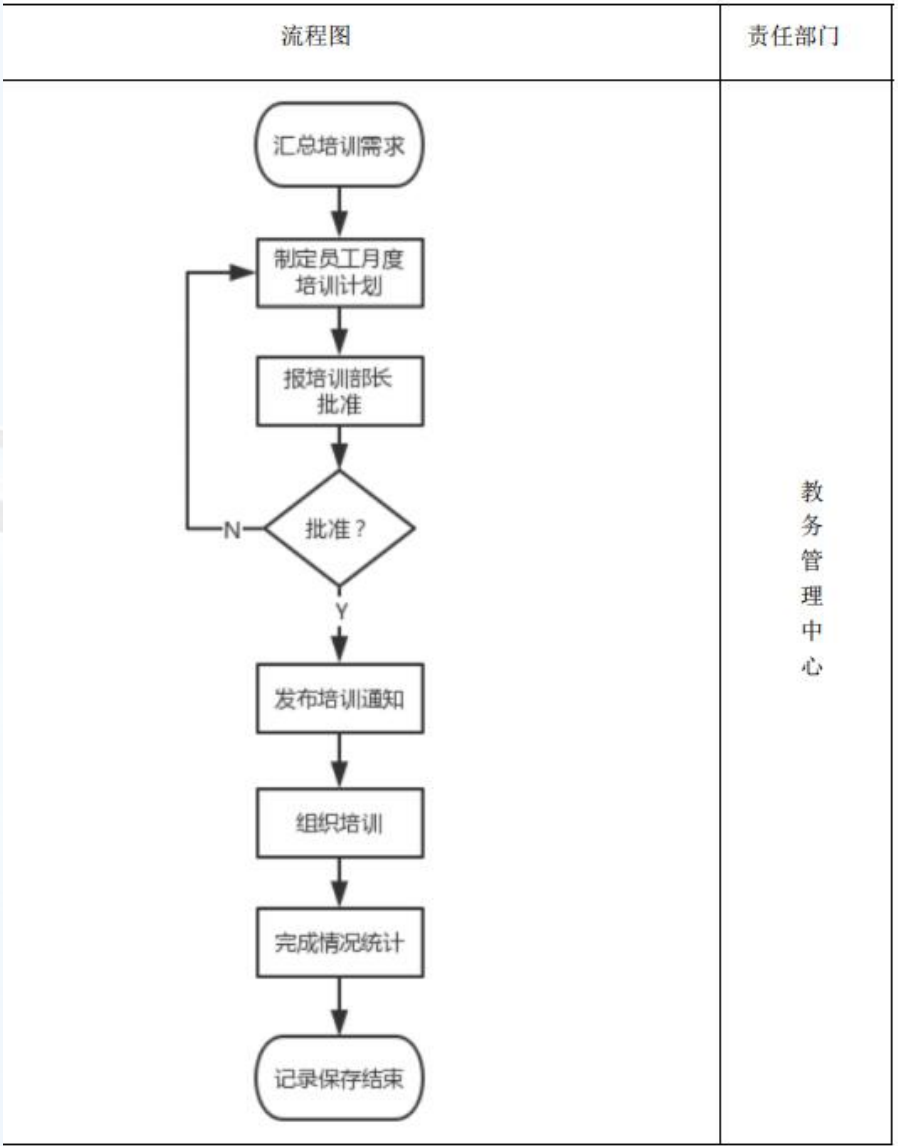 流程图
责任部门
汇总培训需求
制定员工月度
培训计划
报培训部长
批准
批准？
N
Y
发布培训通知
组织培训
完成情况统计
记录保存结束
教
务
管
理
中
心